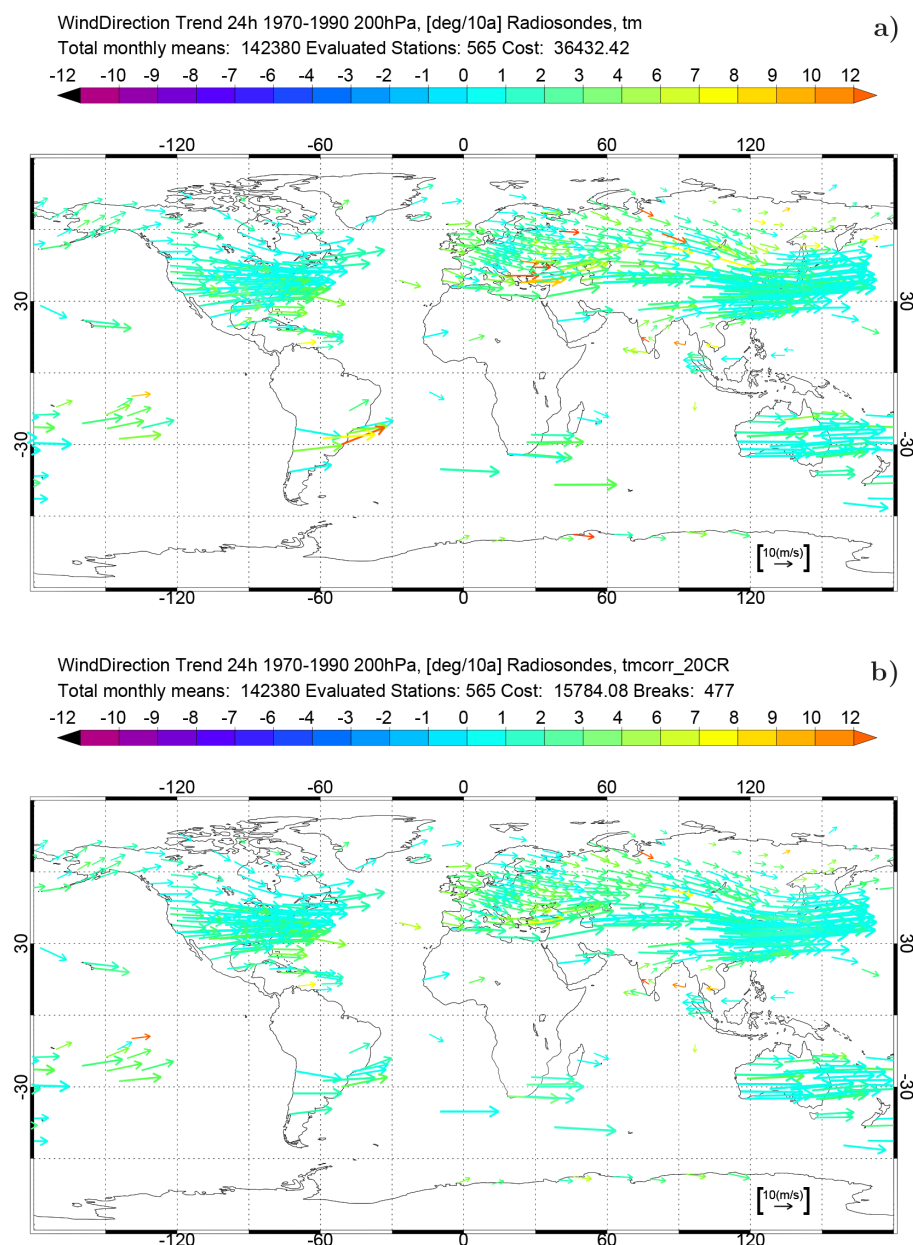 WindDirection Trend 24h 1970-1990 200hPa, [deg/10a] Radiosondes, tm
a)
Total monthly means: 142380 Evaluated Stations: 565 Cost: 36432.42
-12 -10 -9 -8 -7 -6 -5 -4 -3 -2 -1 0 1 2 3 4 5 6 7 8 9 10 12
-120 -60 0 60 120
30 30
-30 -30
[10(m/s)]
-120 -60 0 60 120
WindDirection Trend 24h 1970-1990 200hPa, [deg/10a] Radiosondes, tmcorr_20CR
b)
Total monthly means: 142380 Evaluated Stations: 565 Cost: 15784.08 Breaks: 477
-12 -10 -9 -8 -7 -6 -5 -4 -3 -2 -1 0 1 2 3 4 5 6 7 8 9 10 12
-120 -60 0 60 120
30 30
-30 -30
[10(m/s)]
-120 -60 0 60 120